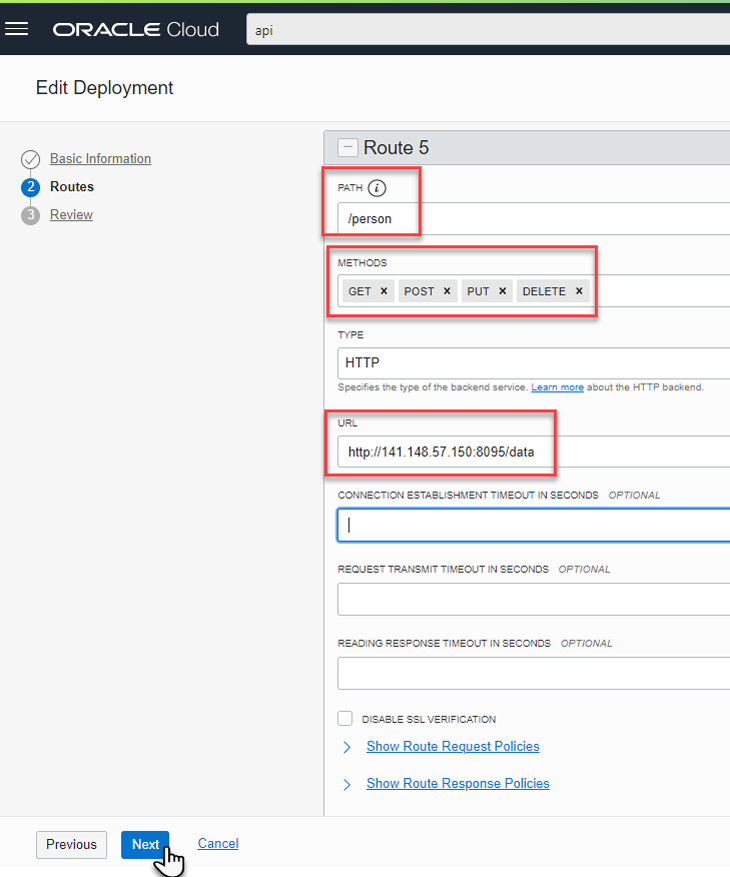 ORACLE Cloud
api
Edit Deployment
Basic Information
2 Routes
3 Review
Route 5
PATH i
/person
METHODS
GET × POST × PUT × DELETE ×
TYPE
HTTP
Specifies the type of the backend service. Learn more about the HTTP backend.
URL
http://141.148.57.150:8095/data
CONNECTION ESTABLISHMENT TIMEOUT IN SECONDS OPTIONAL
REQUEST TRANSMIT TIMEOUT IN SECONDS OPTIONAL
READING RESPONSE TIMEOUT IN SECONDS OPTIONAL
DISABLE SSL VERIFICATION
Show Route Request Policies
Show Route Response Policies
Previous Next Cancel